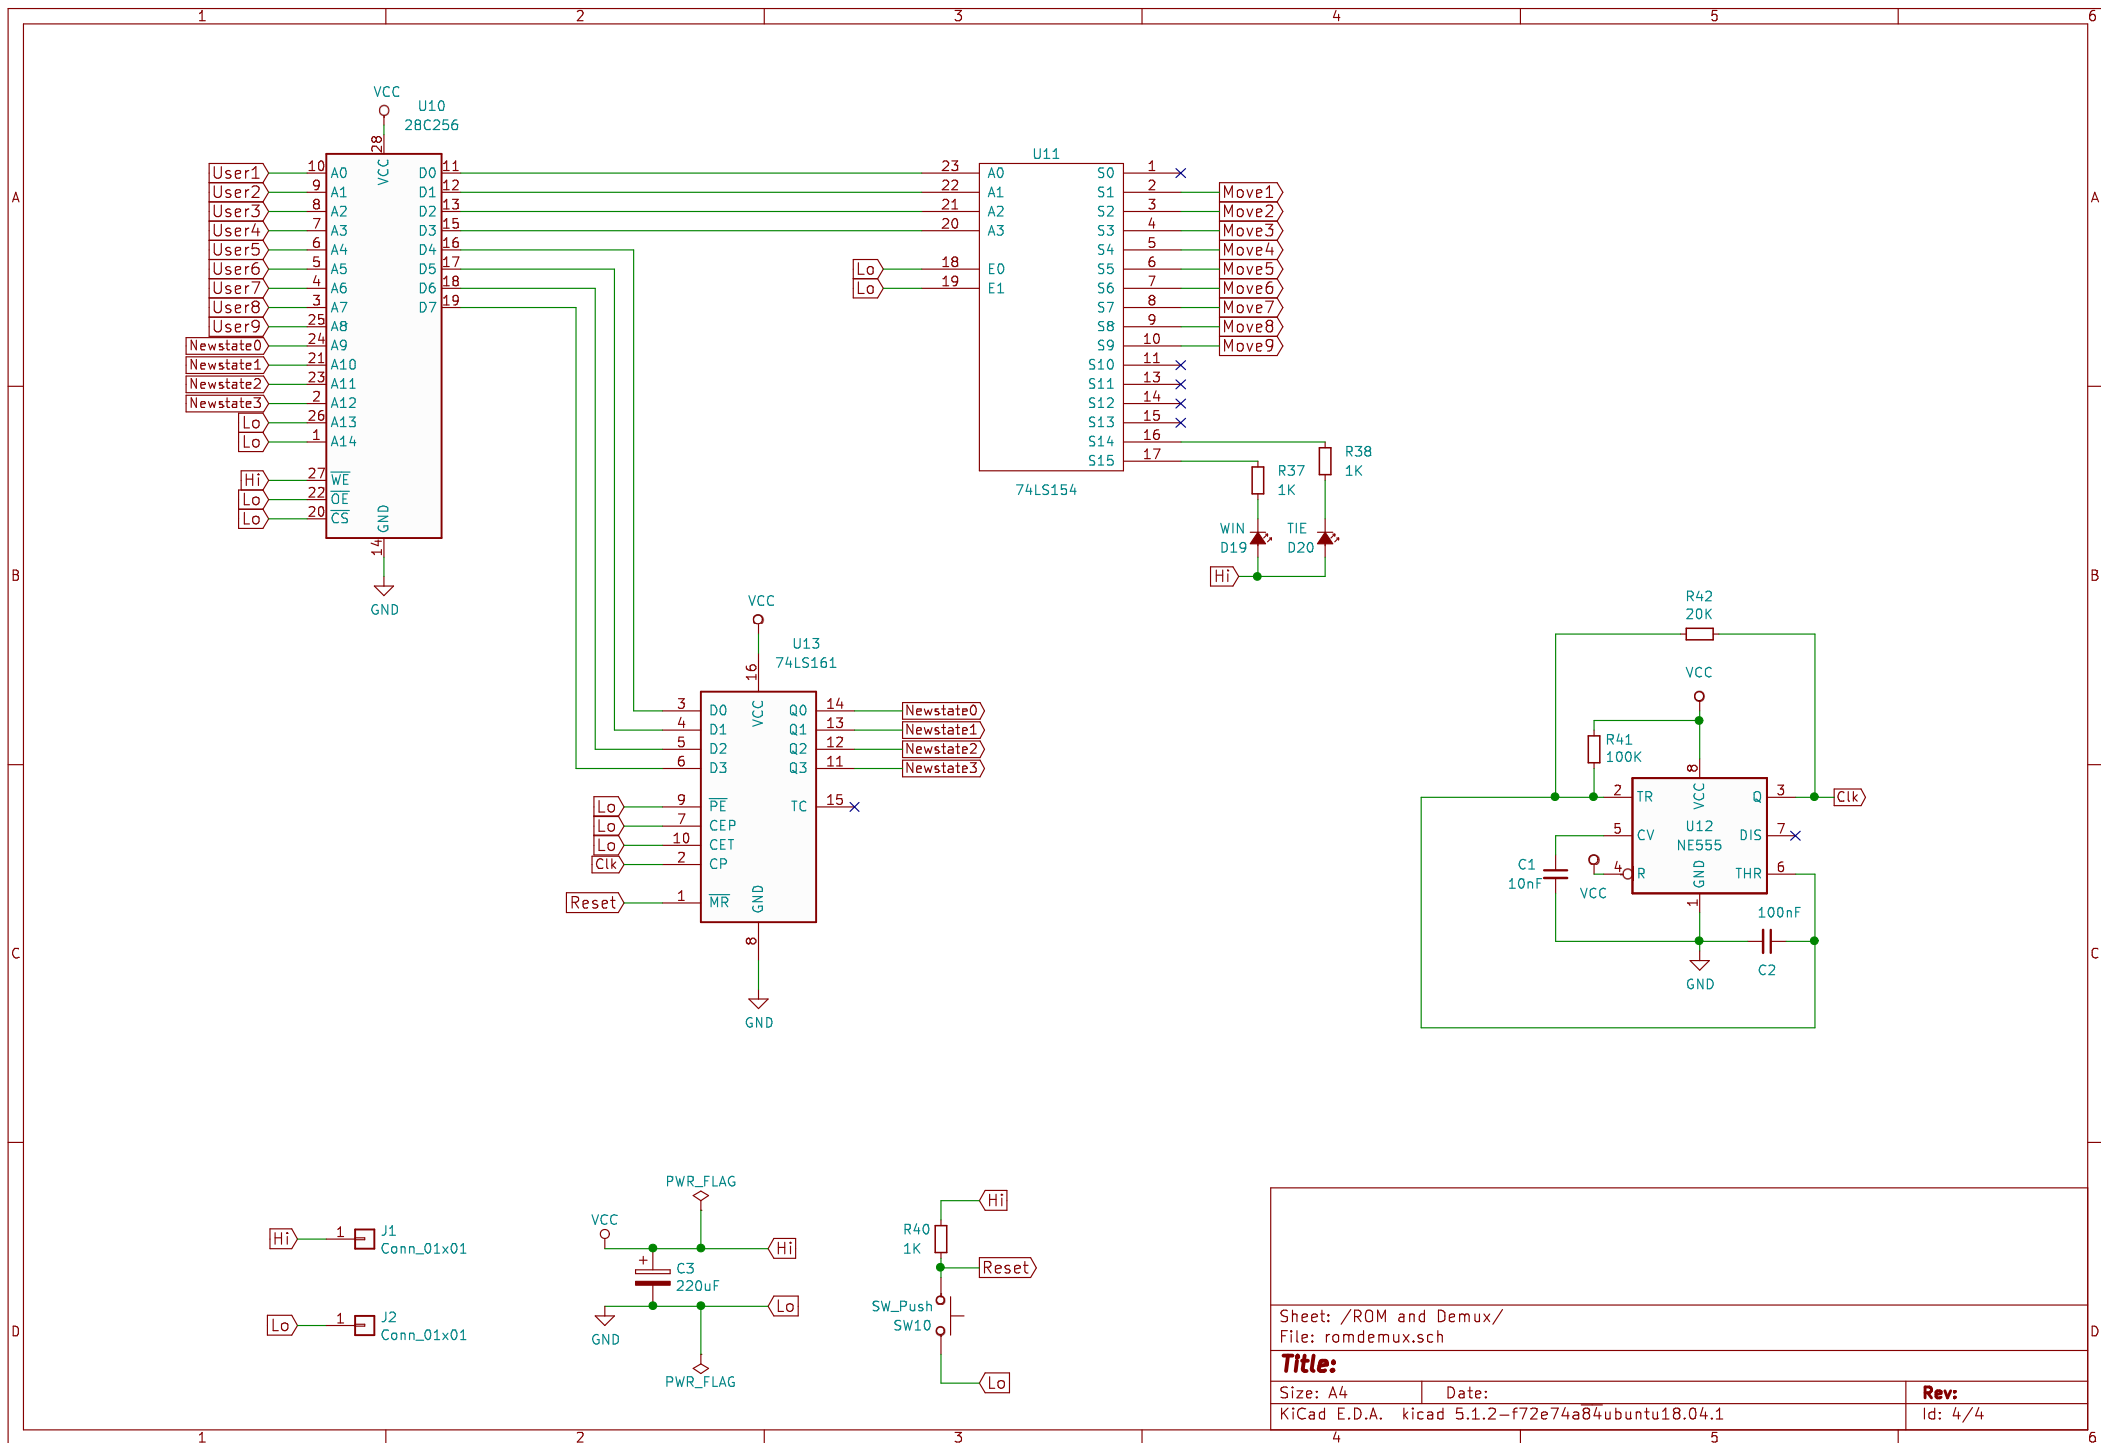 1 2 3 4 5 6
A A
B B
C C
D D
1 2 3 4 5 6
VCC
U10
28C256
28
VCC
User1 10 A0 D0 11
User2 9 A1 D1 12
User3 8 A2 D2 13
User4 7 A3 D3 15
User5 6 A4 D4 16
User6 5 A5 D5 17
User7 4 A6 D6 18
User8 3 A7 D7 19
User9 25 A8
Newstate0 24 A9
Newstate1 21 A10
Newstate2 23 A11
Newstate3 2 A12
Lo 26 A13
Lo 1 A14
Hi 27 WE
Lo 22 OE
Lo 20 CS
GND
14
GND
U11
23 A0 S0 1
22 A1 S1 2 Move1
21 A2 S2 3 Move2
20 A3 S3 4 Move3
S4 5 Move4
Lo 18 E0 S5 6 Move5
Lo 19 E1 S6 7 Move6
S7 8 Move7
S8 9 Move8
S9 10 Move9
S10 11
S11 13
S12 14
S13 15
S14 16
S15 17
74LS154
R38
1K
R37
1K
WIN
D19
TIE
D20
Hi
VCC
U13
74LS161
16
VCC
3 D0 Q0 14 Newstate0
4 D1 Q1 13 Newstate1
5 D2 Q2 12 Newstate2
6 D3 Q3 11 Newstate3
Lo 9 PE TC 15
Lo 7 CEP
Lo 10 CET
Clk 2 CP
Reset 1 MR
GND
8
GND
R42
20K
VCC
R41
100K
8
VCC
2 TR Q 3 Clk
U12
NE555
5 CV DIS 7
4 R THR 6
VCC
GND
1
C1
10nF
100nF
C2
GND
Hi 1 J1
Conn_01x01
Lo 1 J2
Conn_01x01
PWR_FLAG
VCC
Hi
+
C3
220uF
Lo
GND
PWR_FLAG
Hi
R40
1K
Reset
SW_Push
SW10
Lo
Sheet: /ROM and Demux/
File: romdemux.sch
Title:
Size: A4 Date: Rev:
KiCad E.D.A. kicad 5.1.2-f72e74a84ubuntu18.04.1 Id: 4/4